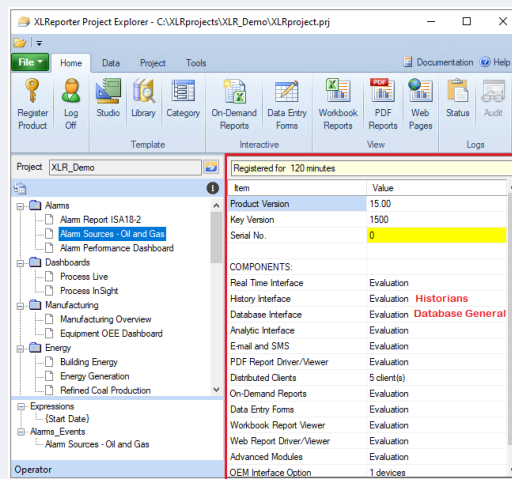 XLReporter Project Explorer - C:\XLRprojects\XLR_Demo\XLRproject.prj
File Home Data Project Tools Documentation Help
Register Product Log Off Studio Library Category On-Demand Reports Data Entry Forms Workbook Reports PDF Reports Web Pages Status Audit
Template Interactive View Logs
Project XLR_Demo
Alarms
Alarm Report ISA18-2
Alarm Sources - Oil and Gas
Alarm Performance Dashboard
Dashboards
Process Live
Process InSight
Manufacturing
Manufacturing Overview
Equipment OEE Dashboard
Energy
Building Energy
Energy Generation
Refined Coal Production
Expressions
{Start Date}
Alarms_Events
Alarm Sources - Oil and Gas
Operator
Registered for 120 minutes
Item Value
Product Version 15.00
Key Version 1500
Serial No. 0
COMPONENTS:
Real Time Interface Evaluation
History Interface Evaluation Historians
Database Interface Evaluation Database General
Analytic Interface Evaluation
E-mail and SMS Evaluation
PDF Report Driver/Viewer Evaluation
Distributed Clients 5 client(s)
On-Demand Reports Evaluation
Data Entry Forms Evaluation
Workbook Report Viewer Evaluation
Web Report Driver/Viewer Evaluation
Advanced Modules Evaluation
OEM Interface Option 1 devices